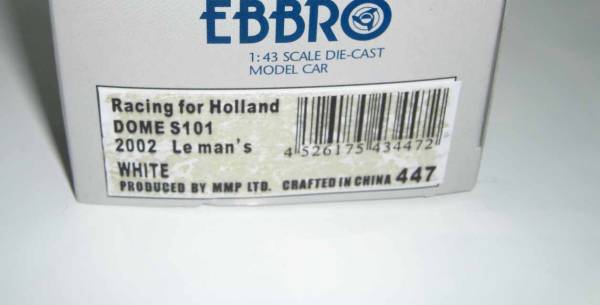 EBBRO
1:43 SCALE DIE-CAST
MODEL CAR
Racing for Holland
DOME S101
2002 Le man's
4 526175 434472
WHITE
PRODUCED BY MMP LTD. CRAFTED IN CHINA 447